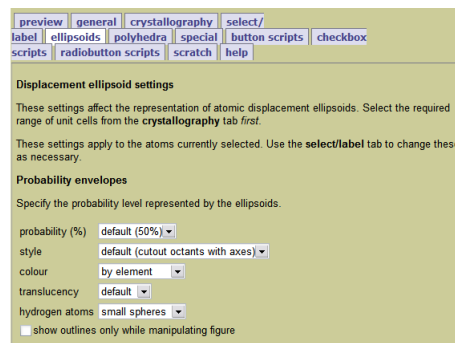 preview general crystallography select/
label ellipsoids polyhedra special button scripts checkbox
scripts radiobutton scripts scratch help
Displacement ellipsoid settings
These settings affect the representation of atomic displacement ellipsoids. Select the required
range of unit cells from the crystallography tab first.
These settings apply to the atoms currently selected. Use the select/label tab to change thes
as necessary.
Probability envelopes
Specify the probability level represented by the ellipsoids.
probability (%) default (50%)
style default (cutout octants with axes)
colour by element
translucency default
hydrogen atoms small spheres
show outlines only while manipulating figure